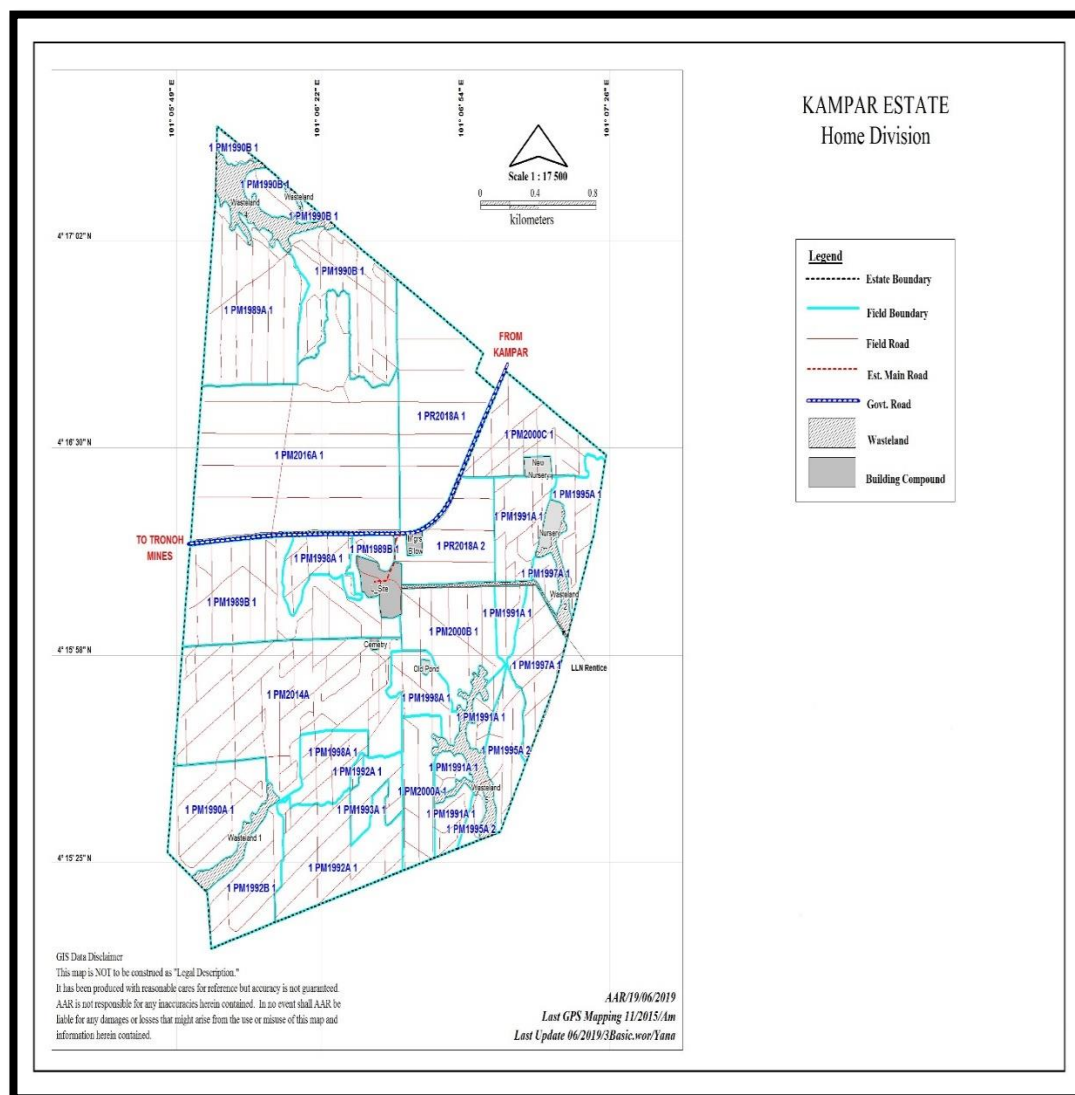 KAMPAR ESTATE
Home Division
101° 05' 49" E
101° 06' 22" E
101° 06' 54" E
101° 07' 26" E
Scale 1 : 17 500
0 0.4 0.8
kilometers
4° 17' 02" N
4° 16' 30" N
4° 15' 58" N
4° 15' 25" N
1 PM1990B 1
1 PM1990B 1
Wasteland
Wasteland
1 PM1990B 1
1 PM1990B 1
1 PM1989A 1
FROM
KAMPAR
1 PR2018A 1
1 PM2000C 1
1 PM2016A 1
New
Nursery
1 PM1995A 1
1 PM1991A 1
Nursery
TO TRONOH
MINES
1 PM1998A 1
1 PM1989B 1
1 PR2018A 2
1 PM1997A 1
1 PM1989B 1
Wasteland
2
1 PM1991A 1
1 PM2000B 1
Cemetry
Old Pond
1 PM1997A 1
LLN Rentice
1 PM2014A
1 PM1998A 1
1 PM1991A 1
1 PM1998A 1
1 PM1995A 2
1 PM1992A 1
1 PM1991A 1
1 PM2000A 1
Wasteland
1 PM1990A 1
1 PM1993A 1
1 PM1991A 1
1 PM1995A 2
Wasteland 1
1 PM1992A 1
1 PM1992B 1
Legend
Estate Boundary
Field Boundary
Field Road
Est. Main Road
Govt. Road
Wasteland
Building Compound
GIS Data Disclaimer
This map is NOT to be construed as "Legal Description."
It has been produced with reasonable cares for reference but accuracy is not guaranteed.
AAR is not responsible for any inaccuracies herein contained. In no event shall AAR be
liable for any damages or losses that might arise from the use or misuse of this map and
information herein contained.
AAR/19/06/2019
Last GPS Mapping 11/2015/Am
Last Update 06/2019/3Basic.wor/Yana